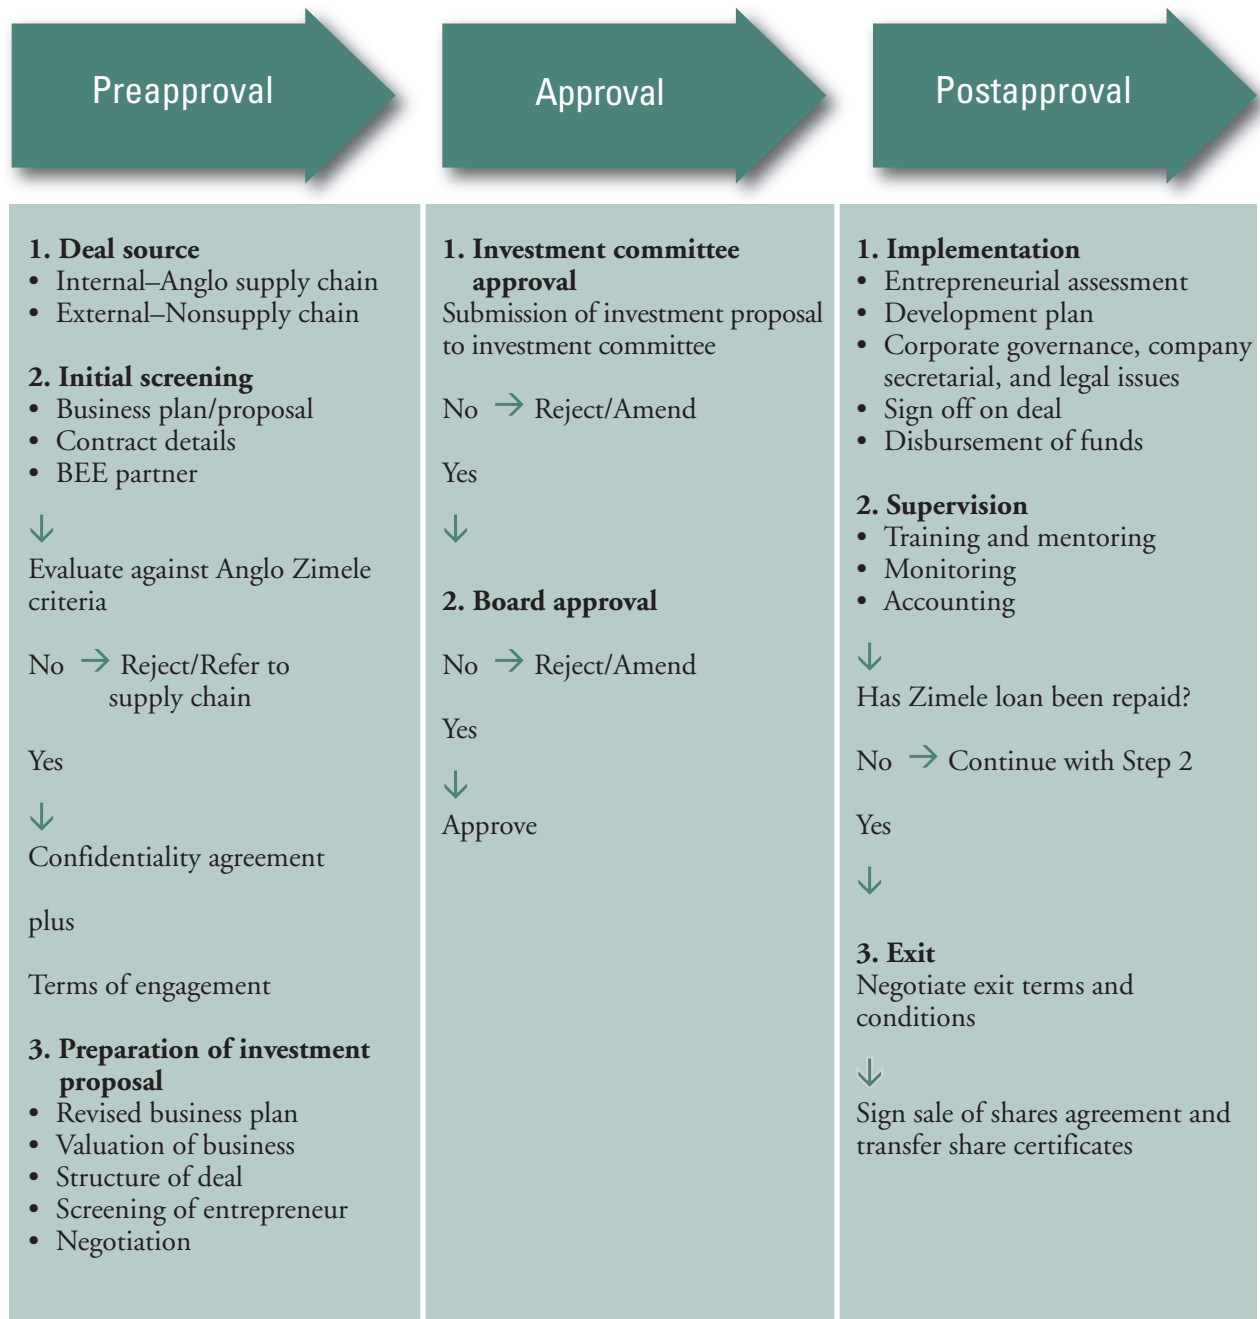 Preapproval
Approval
Postapproval
1. Deal source
• Internal–Anglo supply chain
• External–Nonsupply chain
2. Initial screening
• Business plan/proposal
• Contract details
• BEE partner
↓
Evaluate against Anglo Zimele
criteria
No → Reject/Refer to
supply chain
Yes
↓
Confidentiality agreement
plus
Terms of engagement
3. Preparation of investment
proposal
• Revised business plan
• Valuation of business
• Structure of deal
• Screening of entrepreneur
• Negotiation
1. Investment committee
approval
Submission of investment proposal
to investment committee
No → Reject/Amend
Yes
↓
2. Board approval
No → Reject/Amend
Yes
↓
Approve
1. Implementation
• Entrepreneurial assessment
• Development plan
• Corporate governance, company
secretarial, and legal issues
• Sign off on deal
• Disbursement of funds
2. Supervision
• Training and mentoring
• Monitoring
• Accounting
↓
Has Zimele loan been repaid?
No → Continue with Step 2
Yes
↓
3. Exit
Negotiate exit terms and
conditions
↓
Sign sale of shares agreement and
transfer share certificates